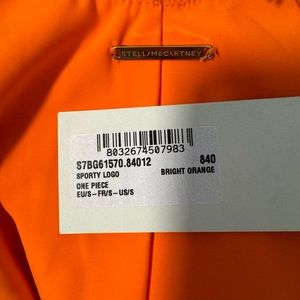 STELLA McCARTNEY
8032674507983
S7BG61570.84012 840
SPORTY LOGO BRIGHT ORANGE
ONE PIECE
EU/S-FR/S-US/S